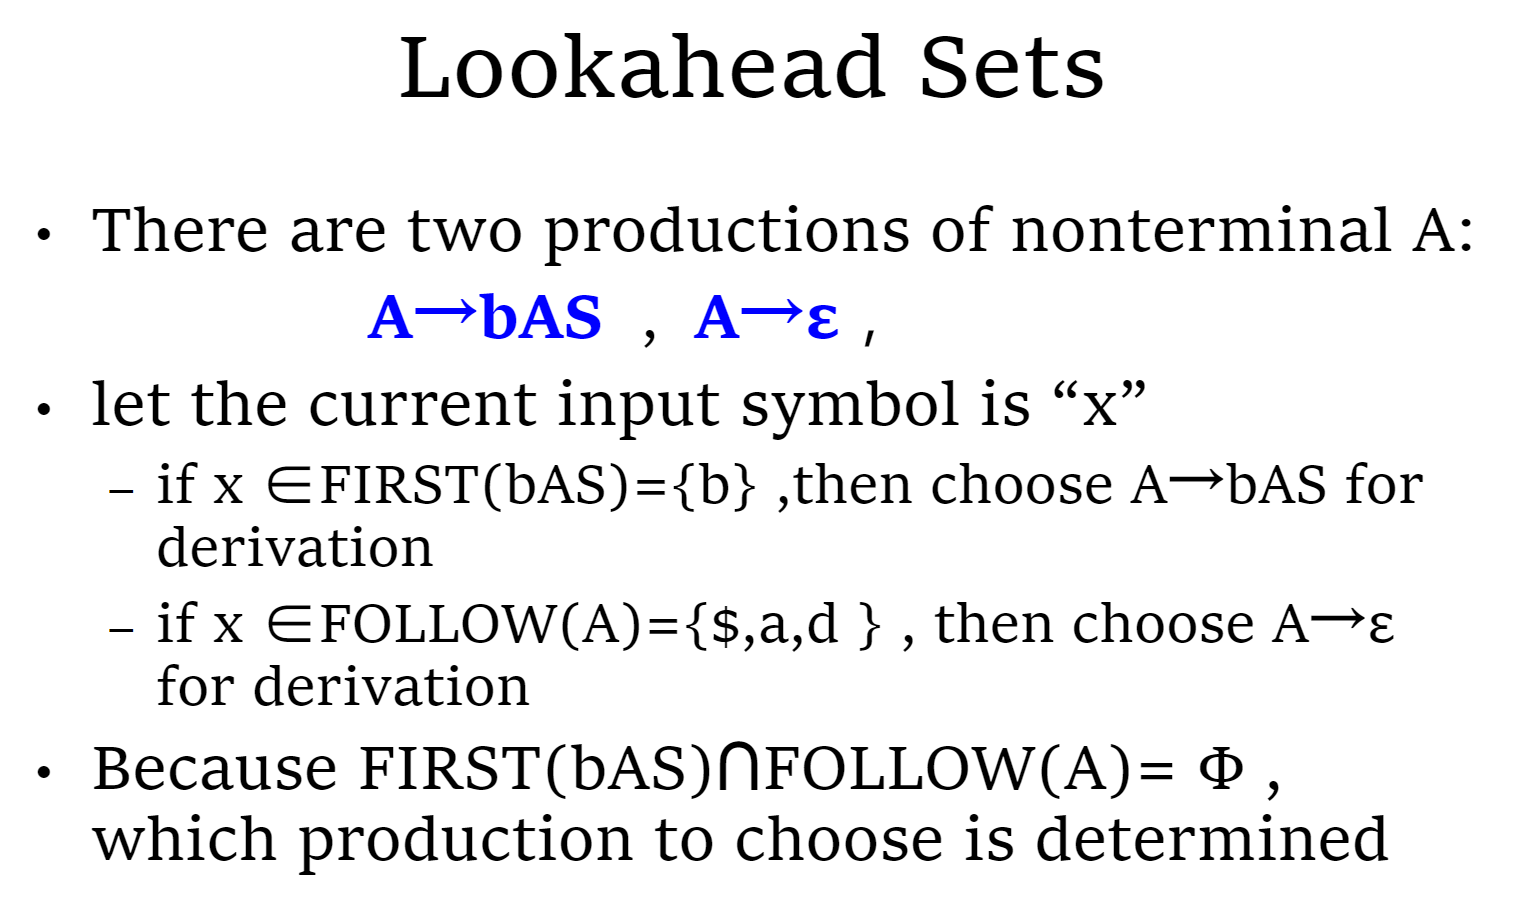 Lookahead Sets
• There are two productions of nonterminal A:
A→bAS , A→ε ,
• let the current input symbol is “x”
– if x ∈FIRST(bAS)={b} ,then choose A→bAS for
derivation
– if x ∈FOLLOW(A)={$,a,d } , then choose A→ε
for derivation
• Because FIRST(bAS)∩FOLLOW(A)= Φ ,
which production to choose is determined